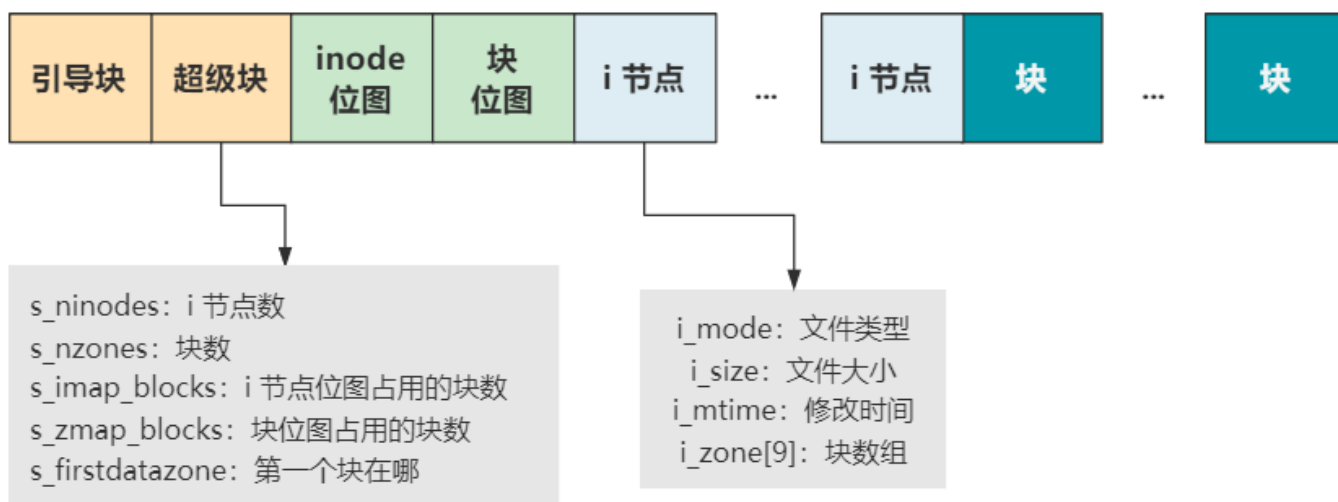 引导块
超级块
inode
位图
块
位图
i 节点
...
i 节点
块
...
块
s_ninodes：i 节点数
s_nzones：块数
s_imap_blocks：i 节点位图占用的块数
s_zmap_blocks：块位图占用的块数
s_firstdatazone：第一个块在哪
i_mode：文件类型
i_size：文件大小
i_mtime：修改时间
i_zone[9]：块数组